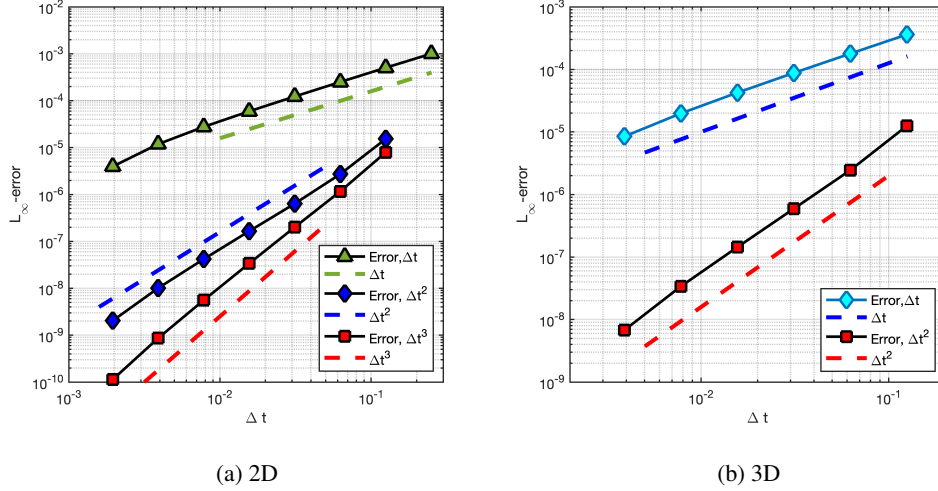 10^-2
10^-3
10^-4
10^-5
10^-6
10^-7
10^-8
10^-9
10^-10
L∞-error
10^-3
10^-2
10^-1
Δ t
Error,Δt
Δt
Error, Δt^2
Δt^2
Error, Δt^3
Δt^3
(a) 2D
10^-3
10^-4
10^-5
10^-6
10^-7
10^-8
10^-9
L∞-error
10^-2
10^-1
Δ t
Error,Δt
Δt
Error, Δt^2
Δt^2
(b) 3D